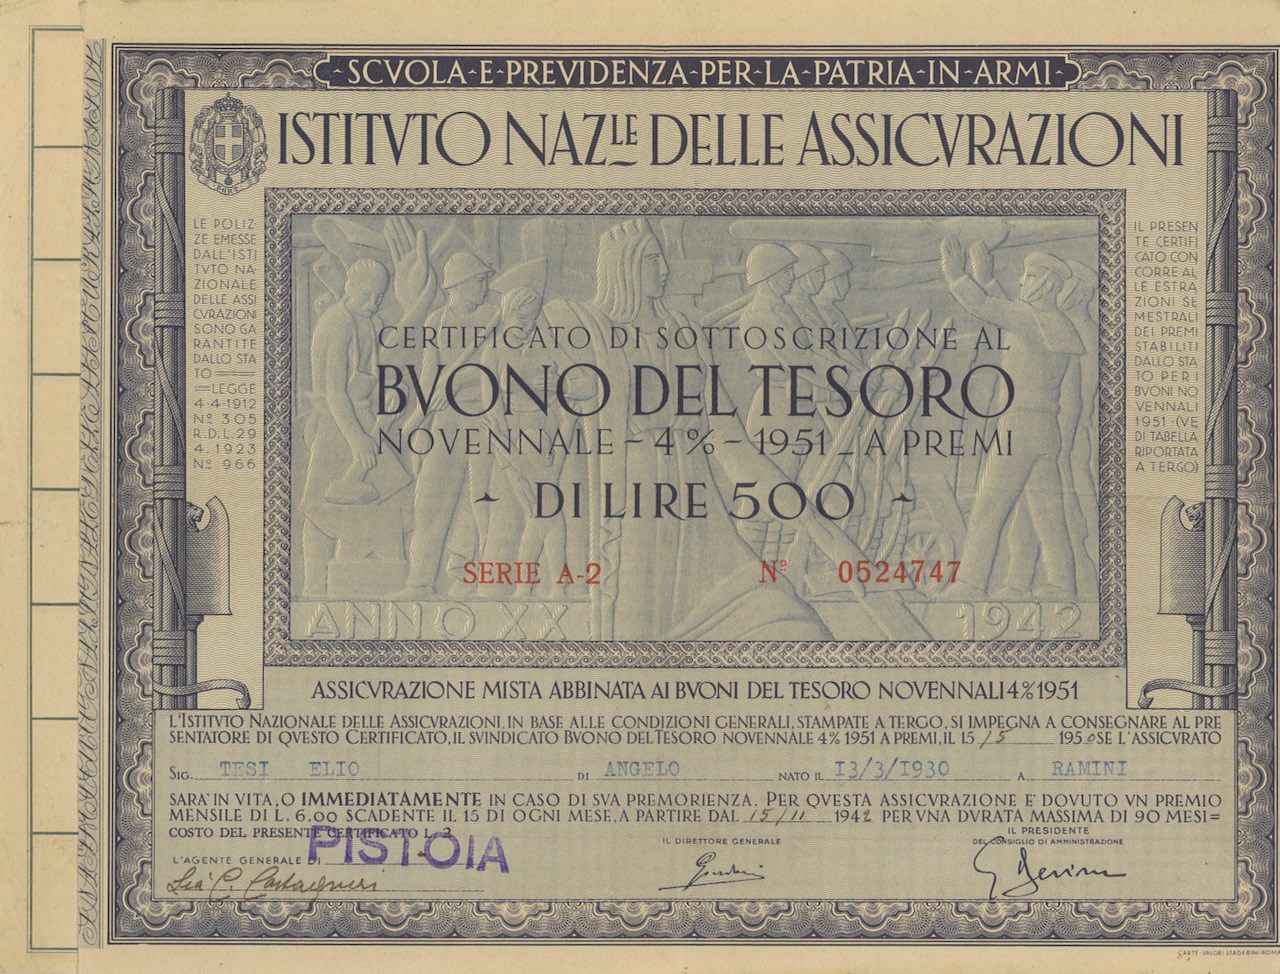 SCVOLA-E-PREVIDENZA-PER-LA-PATRIA-IN-ARMI
ISTITVTO NAZLE DELLE ASSICVRAZIONI
LE POLIZ-
ZE EMESSE
DALL'ISTI
TVTO NA-
ZIONALE
DELLE ASSI
CVRAZIONI
SONO GA
RANTITE
DALLO STA
TO
LEGGE
4-4-1912
Nº 305
R.D.L.29
4.1923
Nº 966
CERTIFICATO DI SOTTOSCRIZIONE AL
BVONO DEL TESORO
NOVENNALE - 4% - 1951 - A PREMI
DI LIRE 500
SERIE A-2 Nº 0524747
ANNO XX 1942
IL PRESEN
TE CERTIFI
CATO CON
CORRE AL
LE ESTRA
ZIONI SE
MESTRALI
DEI PREMI
STABILITI
DALLO STA
TO PER I
BVONI NO
VENNALI
1951 (VE
DI TABELLA
RIPORTATA
A TERGO)
ASSICVRAZIONE MISTA ABBINATA AI BVONI DEL TESORO NOVENNALI 4% 1951
L'ISTITVTO NAZIONALE DELLE ASSICVRAZIONI, IN BASE ALLE CONDIZIONI GENERALI, STAMPATE A TERGO, SI IMPEGNA A CONSEGNARE AL PRE
SENTATORE DI QVESTO CERTIFICATO, IL SVINDICATO BVONO DEL TESORO NOVENNALE 4% 1951 A PREMI, IL 15 /5 1950 SE L'ASSICVRATO
SIG. TESI ELIO DI ANGELO NATO IL I3/3/I930 A RAMINI
SARA' IN VITA, O IMMEDIATAMENTE IN CASO DI SVA PREMORIENZA. PER QVESTA ASSICVRAZIONE E' DOVUTO VN PREMIO
MENSILE DI L. 6.00 SCADENTE IL 15 DI OGNI MESE, A PARTIRE DAL 15/11 1942 PER VNA DVRATA MASSIMA DI 90 MESI=
COSTO DEL PRESENTE CERTIFICATO L. 3
L'AGENTE GENERALE DI PISTOIA
IL DIRETTORE GENERALE
IL PRESIDENTE
DEL CONSIGLIO DI AMMINISTRAZIONE
CARTE-VALORI STADERINI-ROMA